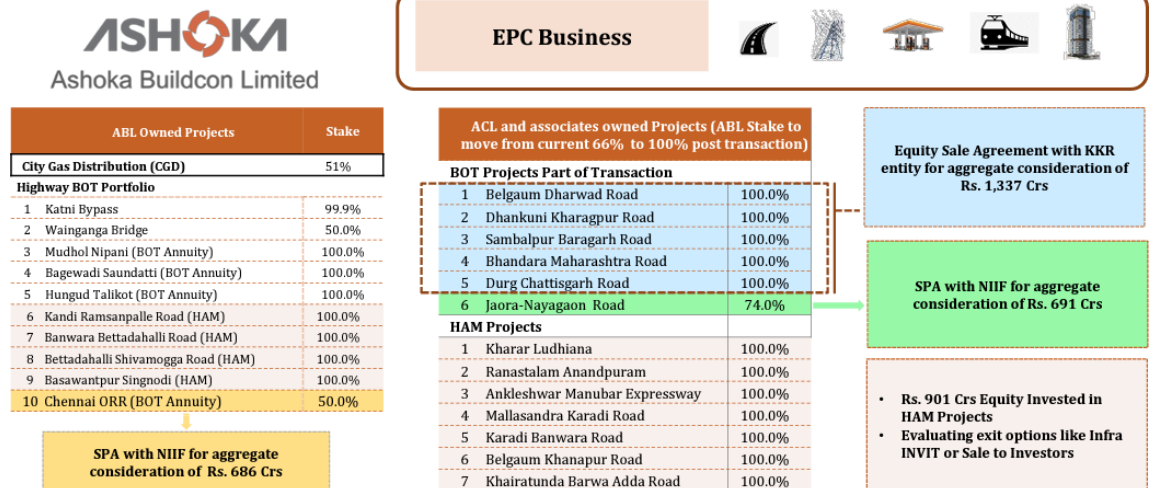 ASHOKA
Ashoka Buildcon Limited
EPC Business
ABL Owned Projects Stake
City Gas Distribution (CGD) 51%
Highway BOT Portfolio
1 Katni Bypass 99.9%
2 Wainganga Bridge 50.0%
3 Mudhol Nipani (BOT Annuity) 100.0%
4 Bagewadi Saundatti (BOT Annuity) 100.0%
5 Hungud Talikot (BOT Annuity) 100.0%
6 Kandi Ramsanpalle Road (HAM) 100.0%
7 Banwara Bettadahalli Road (HAM) 100.0%
8 Bettadahalli Shivamogga Road (HAM) 100.0%
9 Basawantpur Singnodi (HAM) 100.0%
10 Chennai ORR (BOT Annuity) 50.0%
SPA with NIIF for aggregate
consideration of Rs. 686 Crs
ACL and associates owned Projects (ABL Stake to
move from current 66% to 100% post transaction)
BOT Projects Part of Transaction
1 Belgaum Dharwad Road 100.0%
2 Dhankuni Kharagpur Road 100.0%
3 Sambalpur Baragarh Road 100.0%
4 Bhandara Maharashtra Road 100.0%
5 Durg Chattisgarh Road 100.0%
6 Jaora-Nayagaon Road 74.0%
HAM Projects
1 Kharar Ludhiana 100.0%
2 Ranastalam Anandpuram 100.0%
3 Ankleshwar Manubar Expressway 100.0%
4 Mallasandra Karadi Road 100.0%
5 Karadi Banwara Road 100.0%
6 Belgaum Khanapur Road 100.0%
7 Khairatunda Barwa Adda Road 100.0%
Equity Sale Agreement with KKR
entity for aggregate consideration of
Rs. 1,337 Crs
SPA with NIIF for aggregate
consideration of Rs. 691 Crs
• Rs. 901 Crs Equity Invested in
HAM Projects
• Evaluating exit options like Infra
INVIT or Sale to Investors